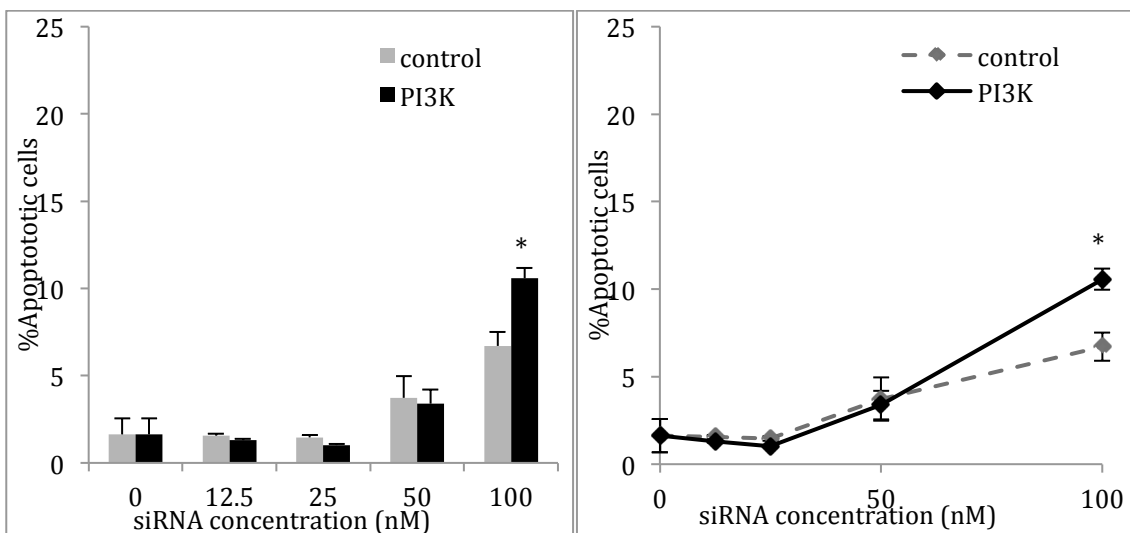 25
20
15
10
5
0
%Apoptototic cells
control
PI3K
*
0 12.5 25 50 100
siRNA concentration (nM)
25
20
15
10
5
0
%Apoptotic cells
control
PI3K
*
0 50 100
siRNA concentration (nM)